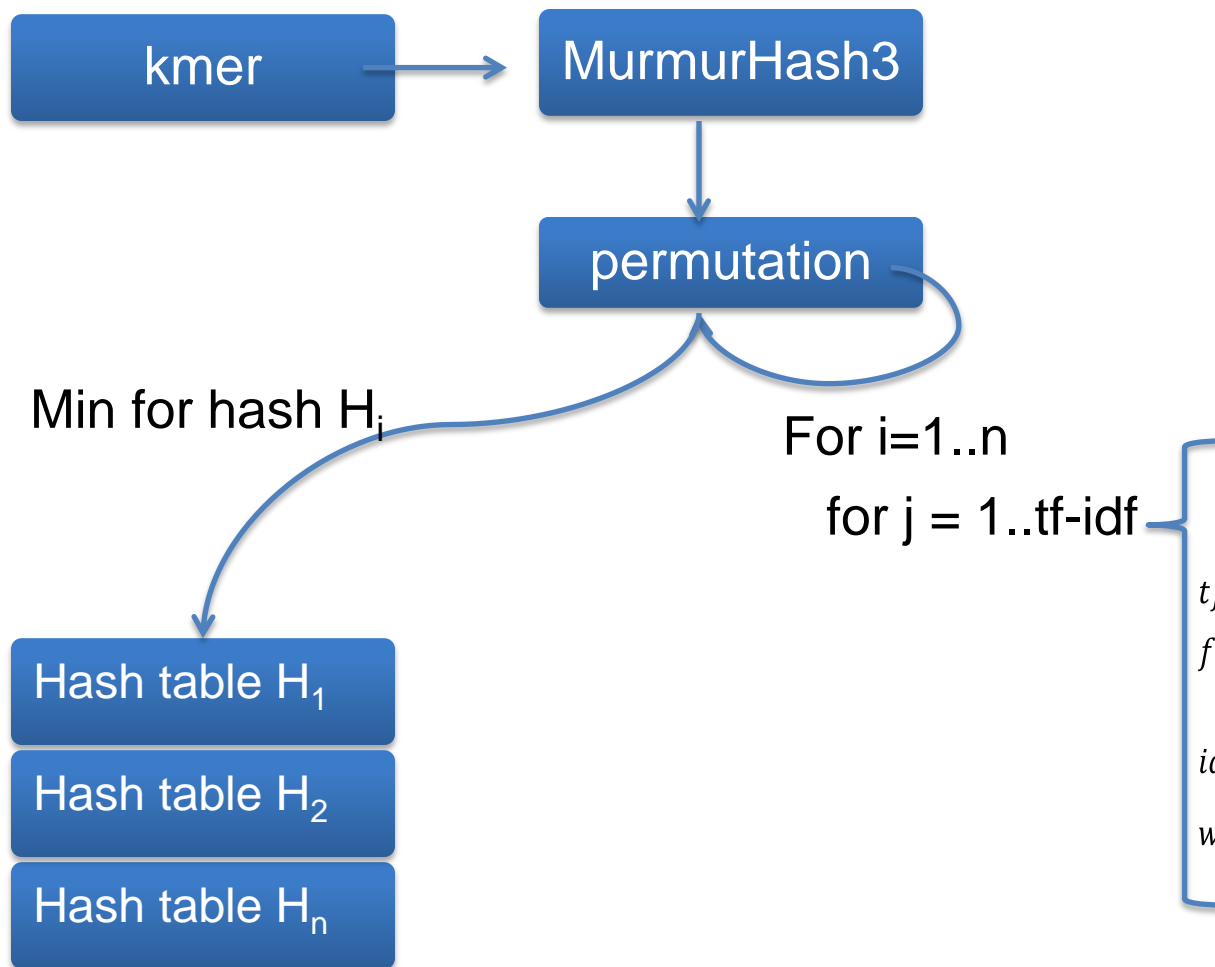 kmer
MurmurHash3
permutation
Min for hash Hᵢ
For i=1..n
for j = 1..tf-idf
Hash table H₁
Hash table H₂
Hash table Hₙ